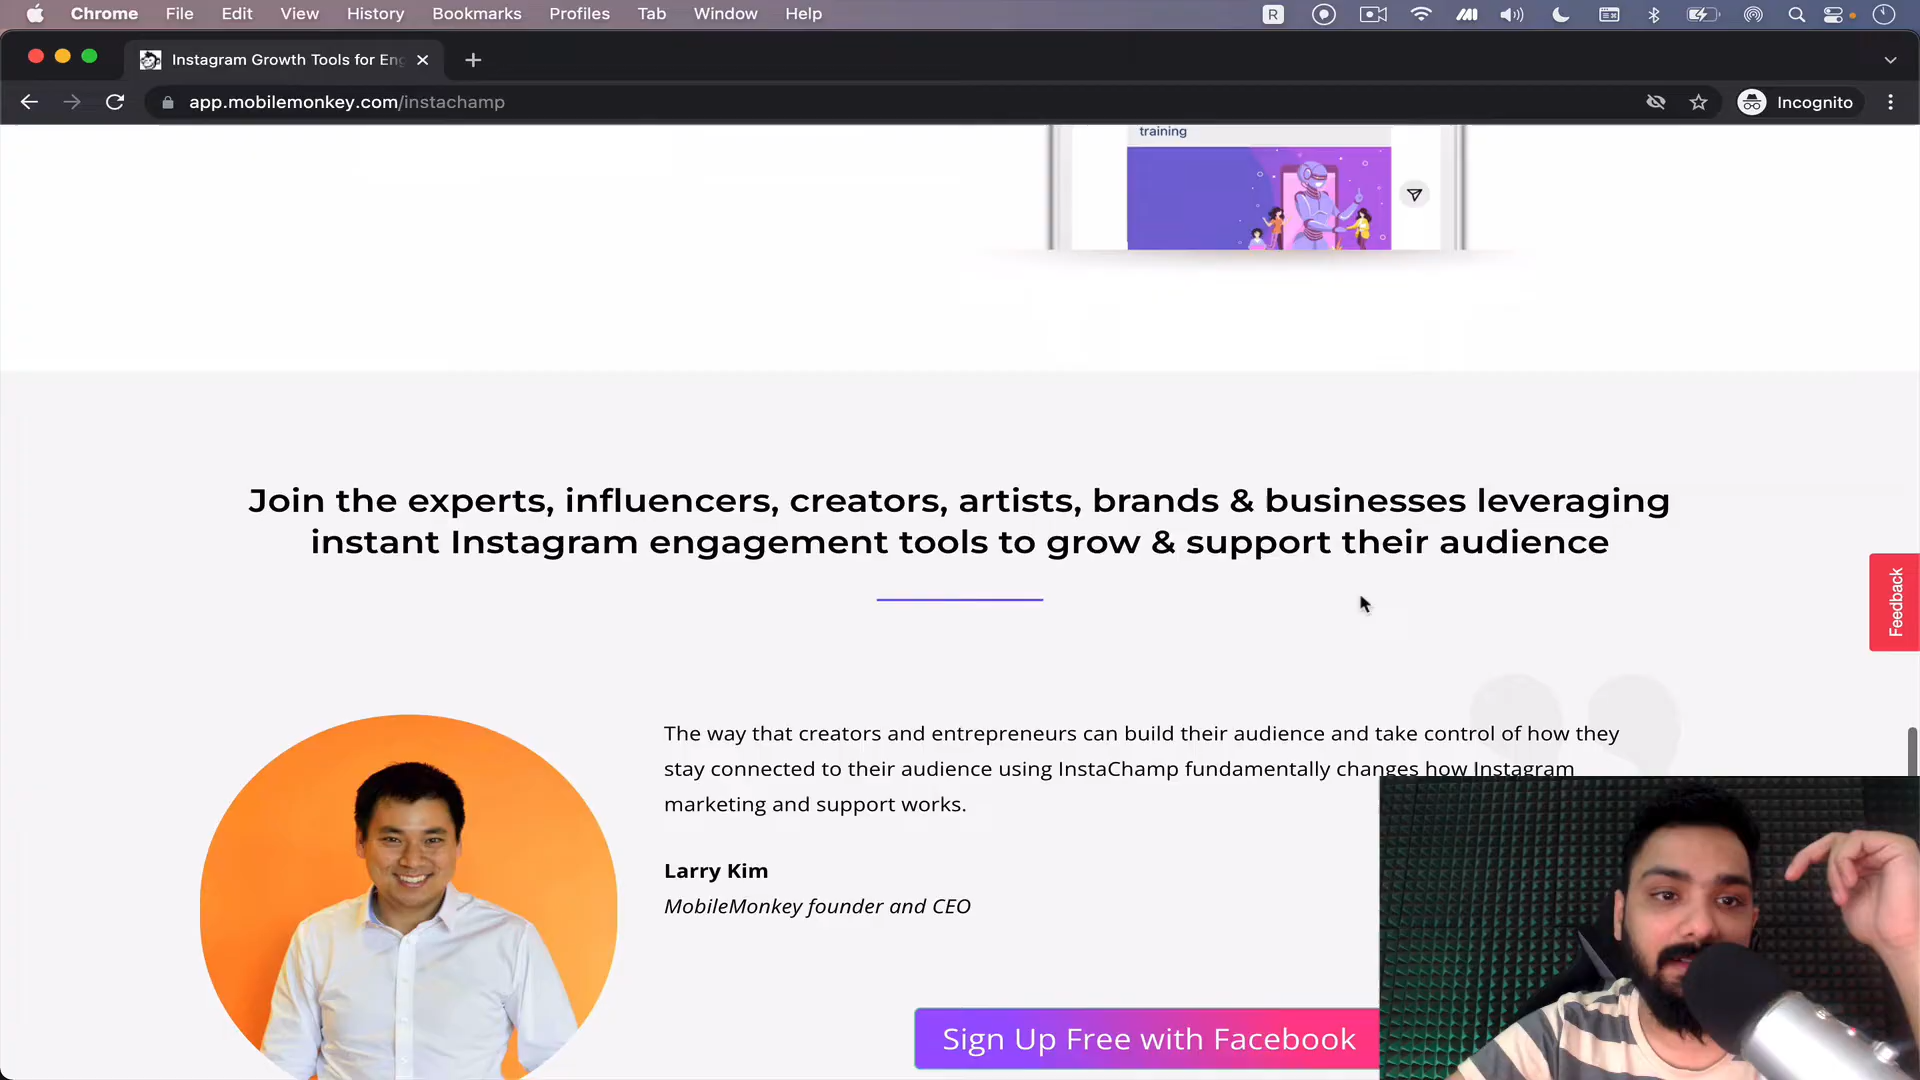 Chrome File Edit View History Bookmarks Profiles Tab Window Help
R
Instagram Growth Tools for Eng
app.mobilemonkey.com/instachamp
Incognito
training
Join the experts, influencers, creators, artists, brands & businesses leveraging
instant Instagram engagement tools to grow & support their audience
Feedback
The way that creators and entrepreneurs can build their audience and take control of how they
stay connected to their audience using InstaChamp fundamentally changes how Instagram
marketing and support works.
Larry Kim
MobileMonkey founder and CEO
Sign Up Free with Facebook